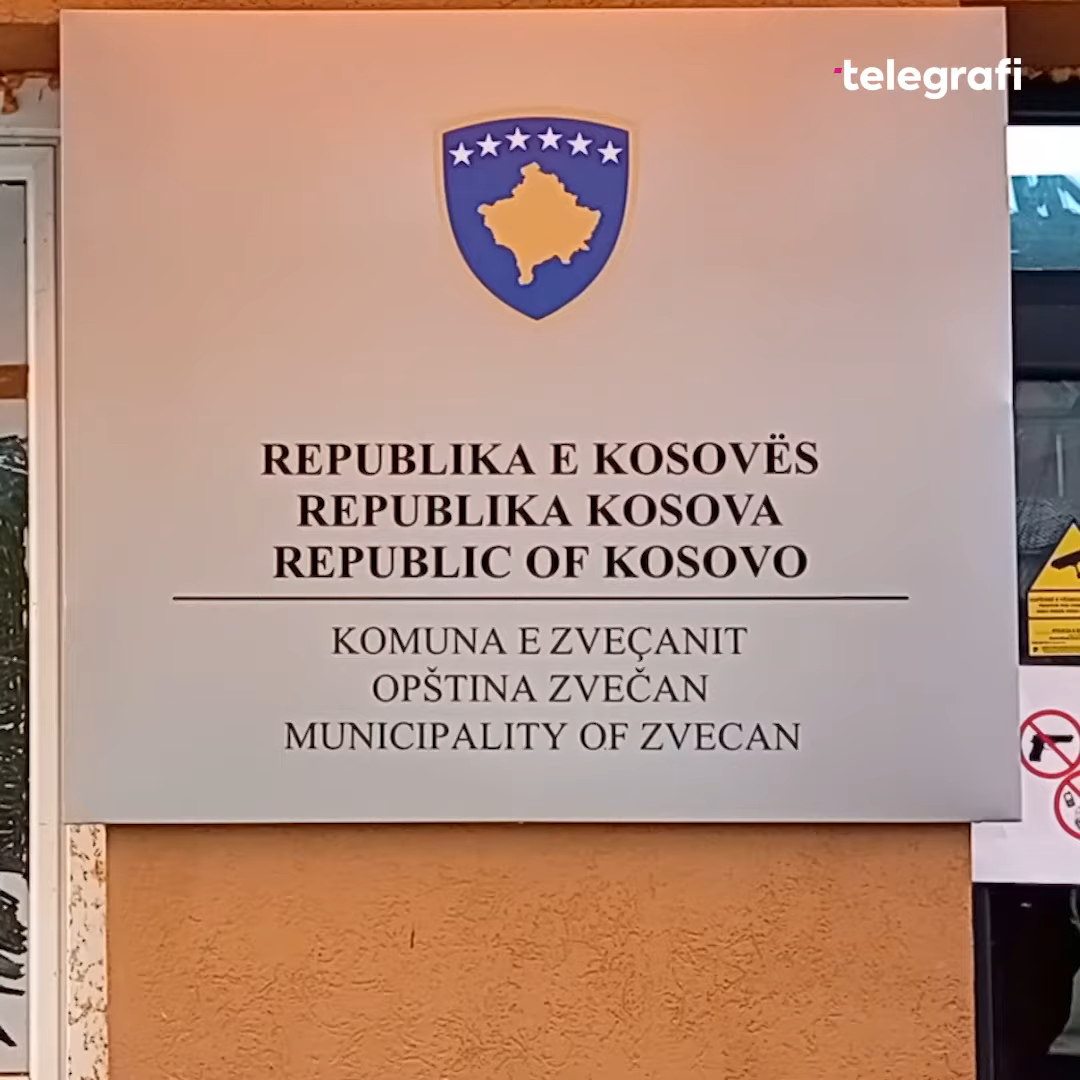 telegrafi
REPUBLIKA E KOSOVËS
REPUBLIKA KOSOVA
REPUBLIC OF KOSOVO
KOMUNA E ZVEÇANIT
OPŠTINA ZVEČAN
MUNICIPALITY OF ZVECAN